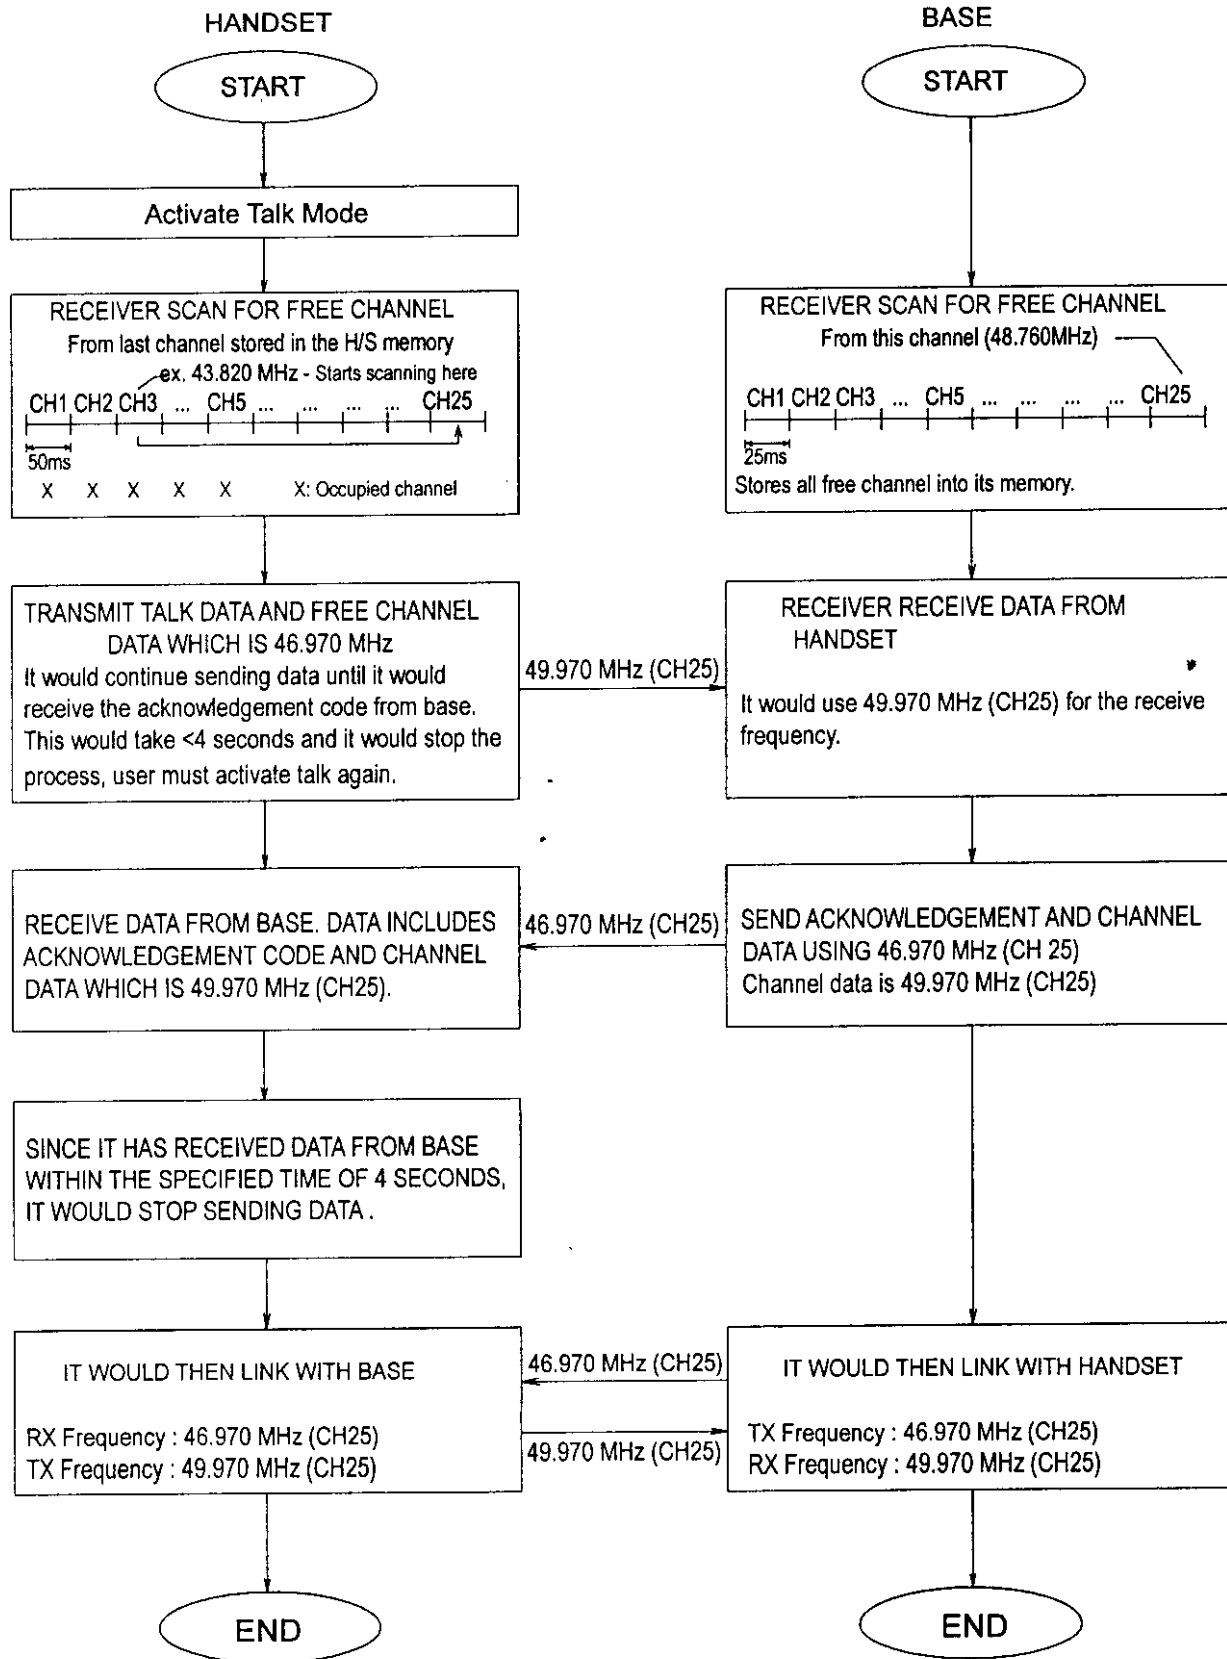 HANDSET
START
Activate Talk Mode
RECEIVER SCAN FOR FREE CHANNEL
From last channel stored in the H/S memory
ex. 43.820 MHz - Starts scanning here
CH1 CH2 CH3 ... CH5 ... ... ... ... CH25
50ms
X X X X X X: Occupied channel
TRANSMIT TALK DATA AND FREE CHANNEL
DATA WHICH IS 46.970 MHz
It would continue sending data until it would
receive the acknowledgement code from base.
This would take <4 seconds and it would stop the
process, user must activate talk again.
49.970 MHz (CH25)
RECEIVE DATA FROM BASE. DATA INCLUDES
ACKNOWLEDGEMENT CODE AND CHANNEL
DATA WHICH IS 49.970 MHz (CH25).
46.970 MHz (CH25)
SINCE IT HAS RECEIVED DATA FROM BASE
WITHIN THE SPECIFIED TIME OF 4 SECONDS,
IT WOULD STOP SENDING DATA .
IT WOULD THEN LINK WITH BASE
RX Frequency : 46.970 MHz (CH25)
TX Frequency : 49.970 MHz (CH25)
46.970 MHz (CH25)
49.970 MHz (CH25)
END
BASE
START
RECEIVER SCAN FOR FREE CHANNEL
From this channel (48.760MHz)
CH1 CH2 CH3 ... CH5 ... ... ... ... CH25
25ms
Stores all free channel into its memory.
RECEIVER RECEIVE DATA FROM
HANDSET
It would use 49.970 MHz (CH25) for the receive
frequency.
SEND ACKNOWLEDGEMENT AND CHANNEL
DATA USING 46.970 MHz (CH 25)
Channel data is 49.970 MHz (CH25)
IT WOULD THEN LINK WITH HANDSET
TX Frequency : 46.970 MHz (CH25)
RX Frequency : 49.970 MHz (CH25)
END